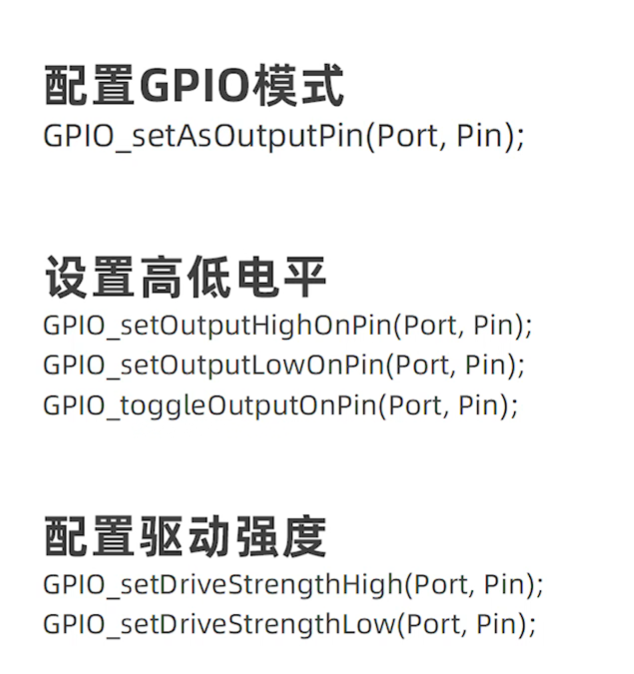 配置GPIO模式
GPIO_setAsOutputPin(Port, Pin);
设置高低电平
GPIO_setOutputHighOnPin(Port, Pin);
GPIO_setOutputLowOnPin(Port, Pin);
GPIO_toggleOutputOnPin(Port, Pin);
配置驱动强度
GPIO_setDriveStrengthHigh(Port, Pin);
GPIO_setDriveStrengthLow(Port, Pin);